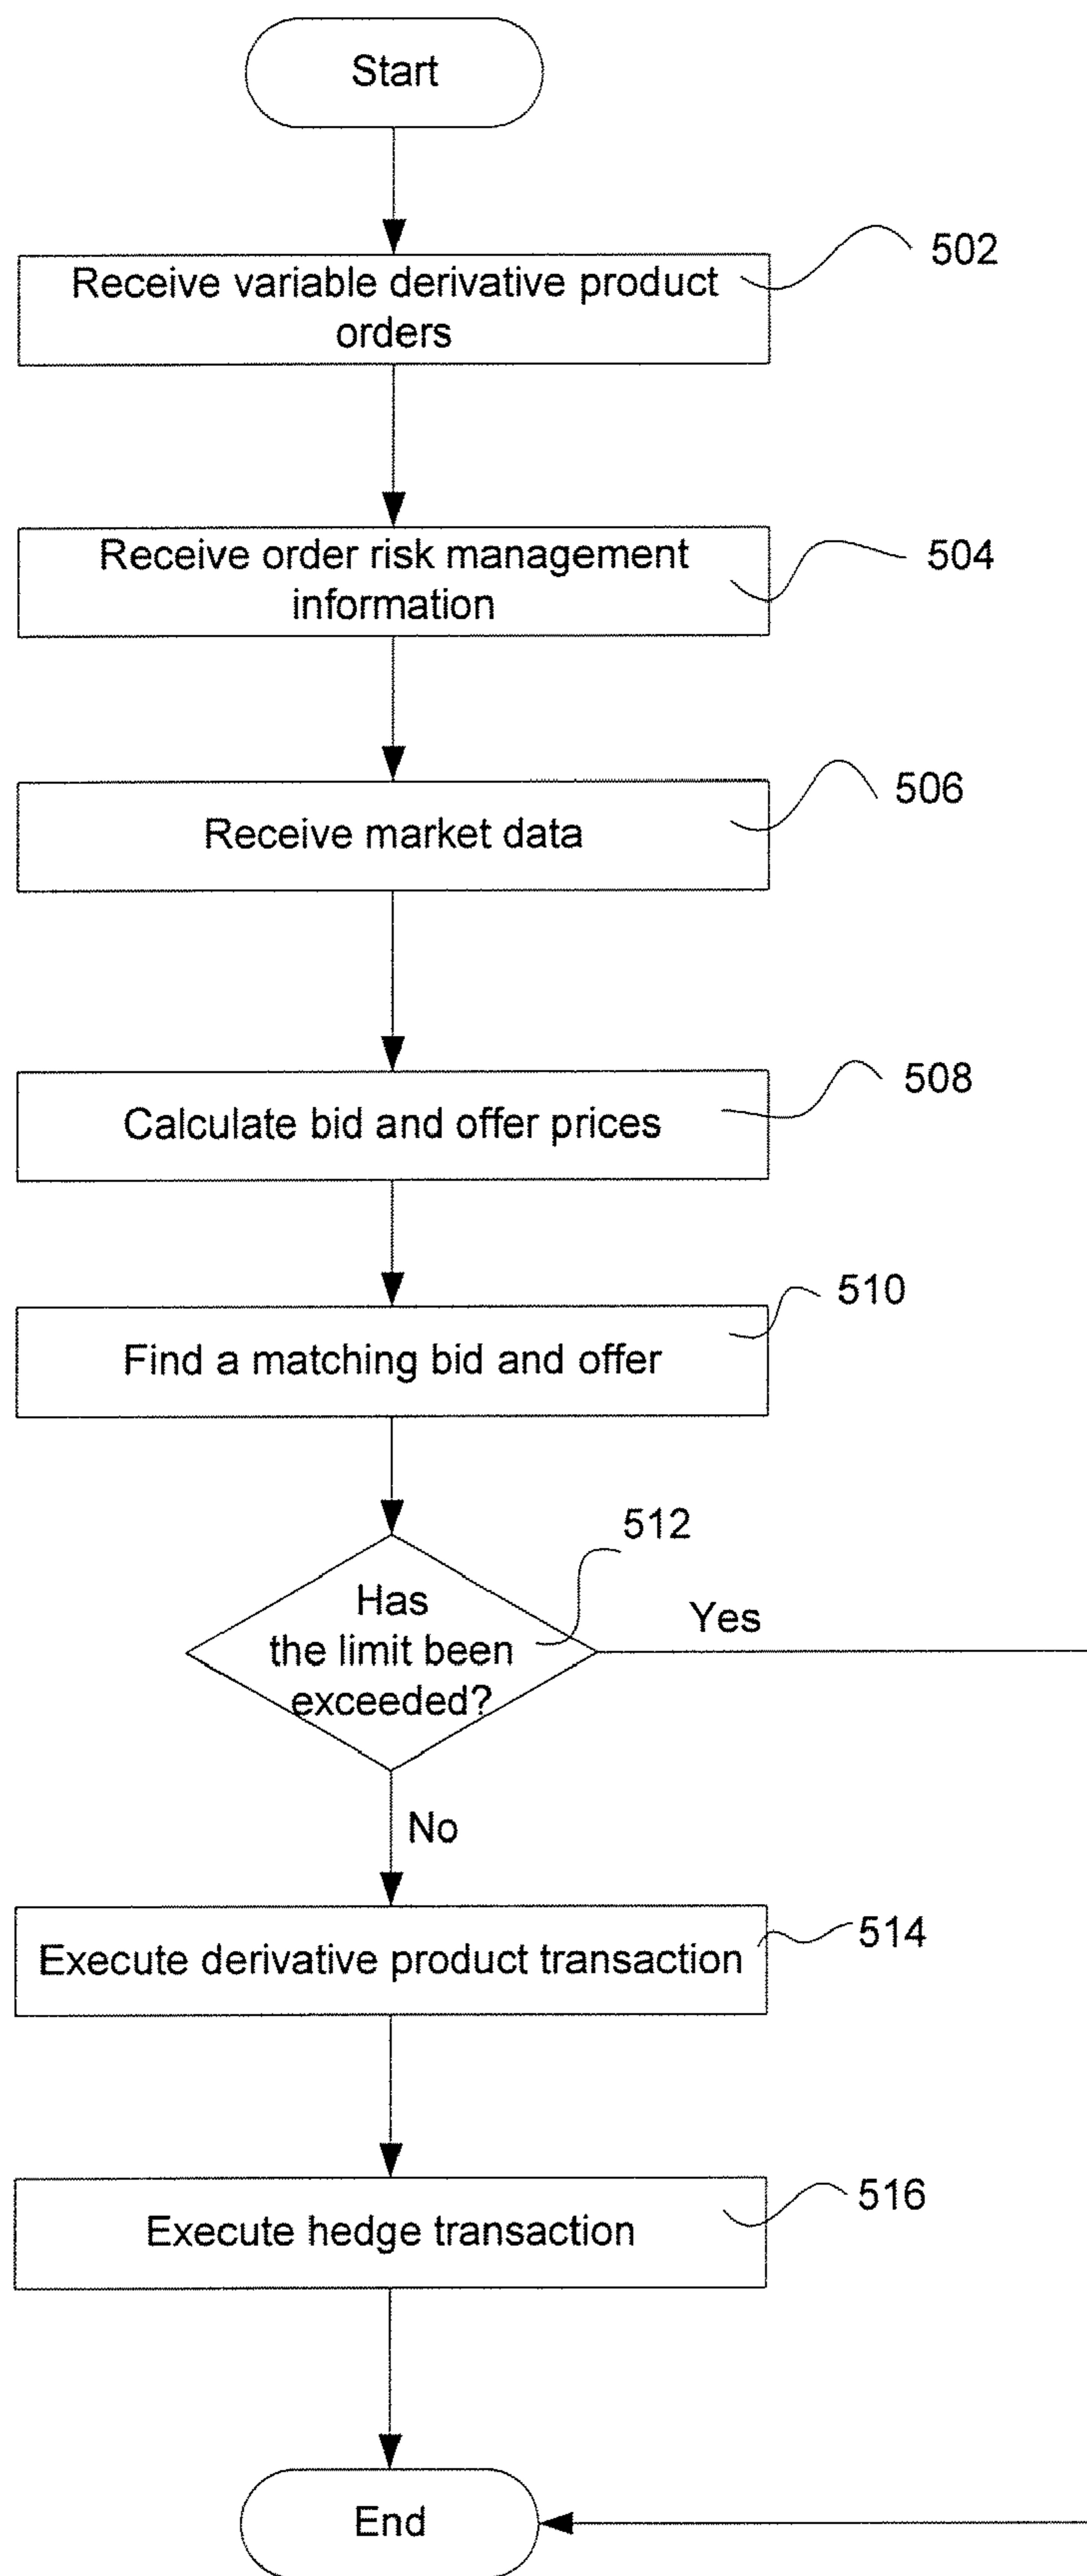 Start
502
Receive variable derivative product
orders
504
Receive order risk management
information
506
Receive market data
508
Calculate bid and offer prices
510
Find a matching bid and offer
512
Has
the limit been
exceeded?
Yes
No
514
Execute derivative product transaction
516
Execute hedge transaction
End